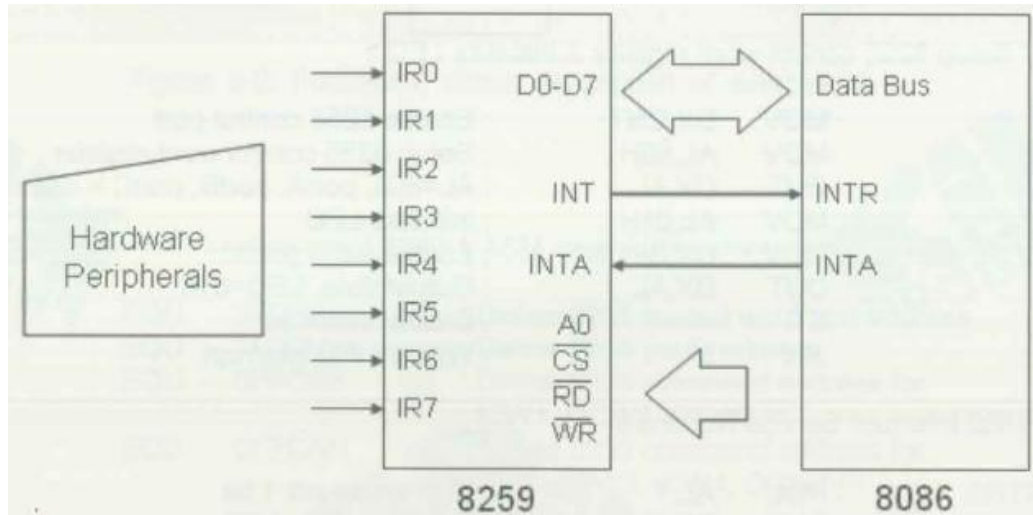 IR0
IR1
IR2
IR3
IR4
IR5
IR6
IR7
Hardware
Peripherals
D0-D7
INT
INTA
A0
CS
RD
WR
8259
Data Bus
INTR
INTA
8086